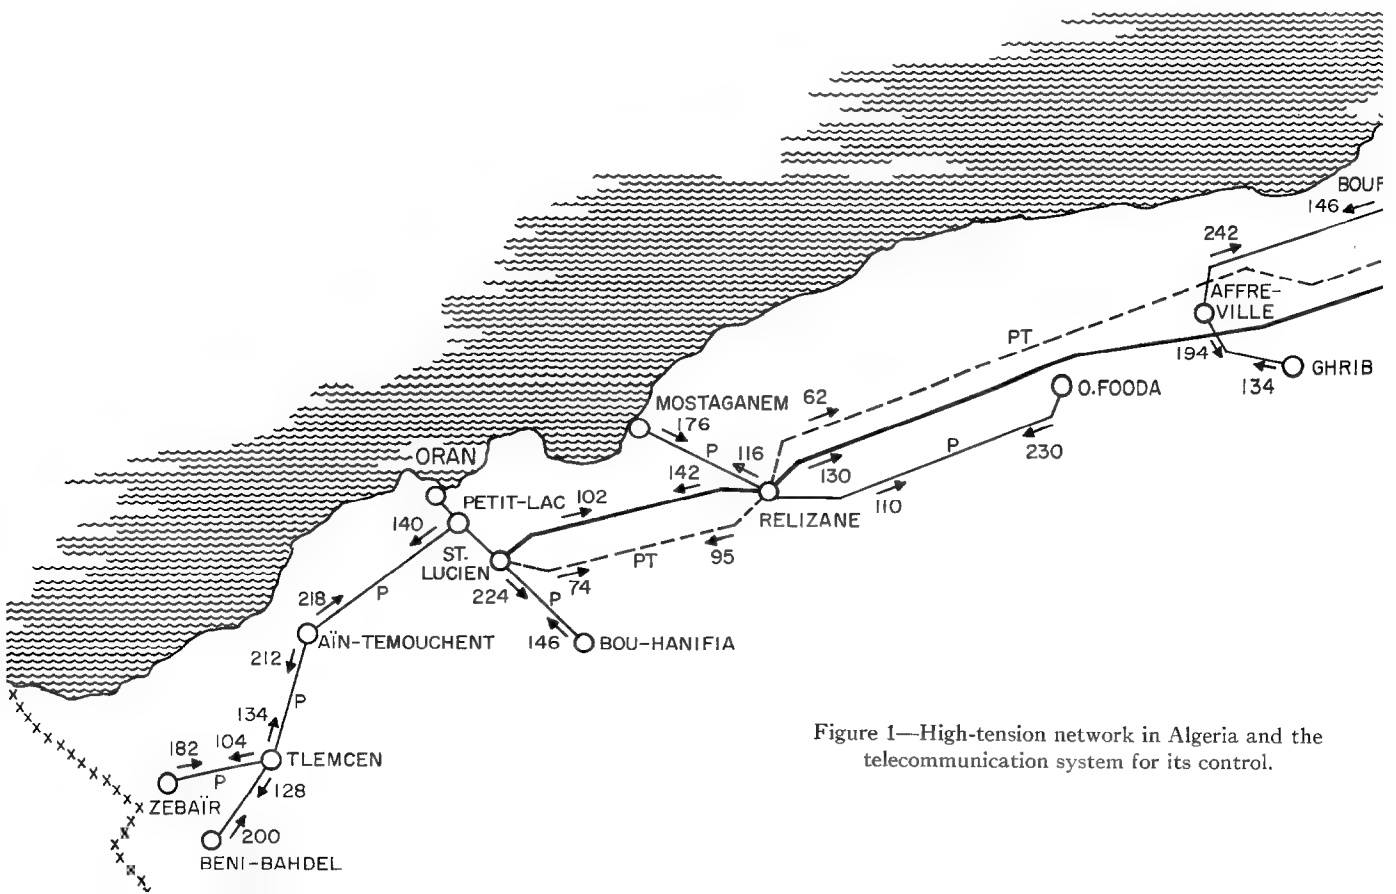 BOUF
146
242
AFFRE-
VILLE
PT
194
134
GHRIB
O.FOODA
MOSTAGANEM
62
176
P
116
P
230
130
ORAN
142
110
PETIT-LAC
102
RELIZANE
140
ST.
LUCIEN
PT
95
74
224
P
P
218
146
BOU-HANIFIA
AÏN-TEMOUCHENT
212
P
134
182
104
TLEMCEN
P
128
ZEBAÏR
200
BENI-BAHDEL
Figure 1—High-tension network in Algeria and the
telecommunication system for its control.